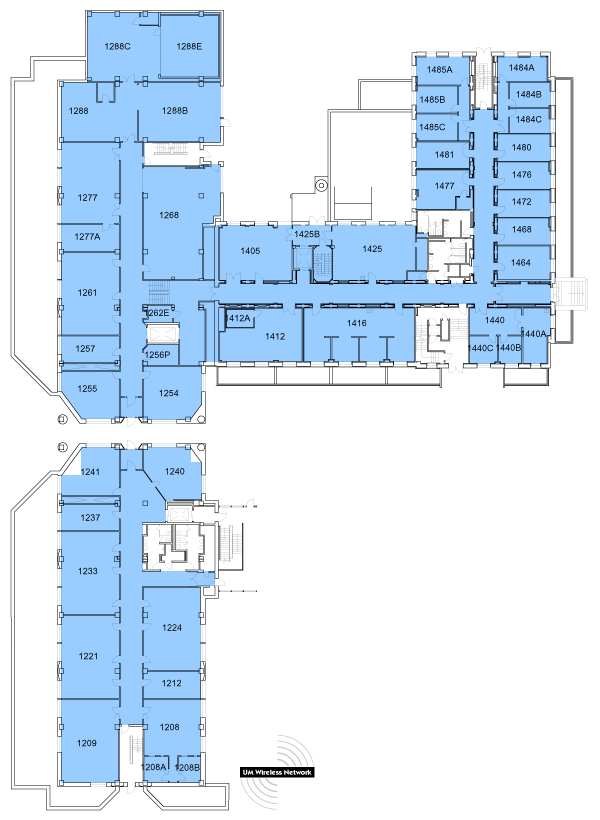 1288C
1288E
1288
1288B
1485A
1484A
1485B
1484B
1485C
1484C
1481
1480
1477
1476
1472
1468
1464
1277
1268
1277A
1425B
1405
1425
1261
1262E
1412A
1412
1416
1440
1440A
1440C
1440B
1257
1256P
1255
1254
1241
1240
1237
1233
1224
1221
1212
1209
1208
1208A
1208B
UM Wireless Network